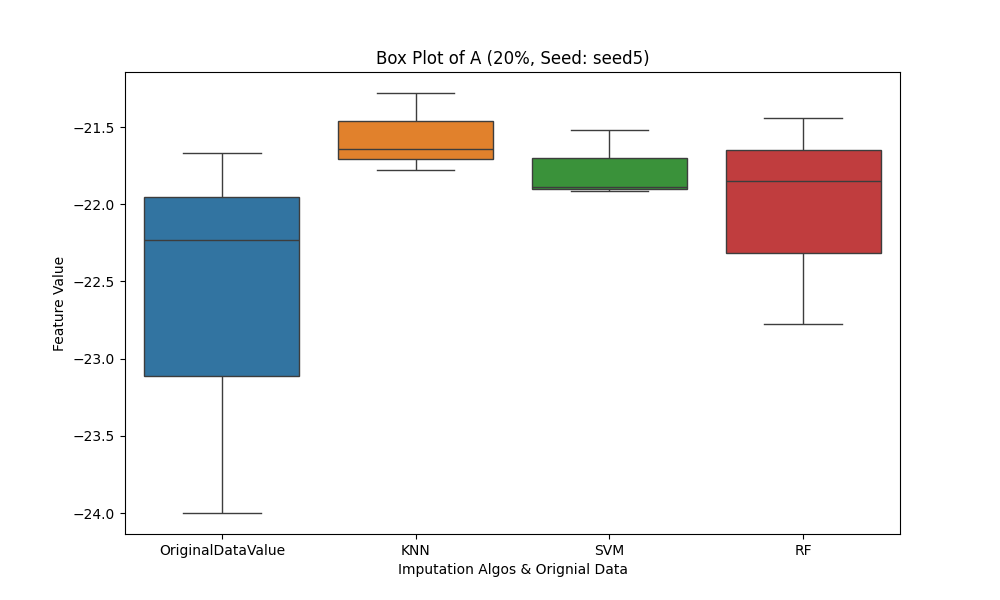 Box Plot of A (20%, Seed: seed5)
Feature Value
−21.5
−22.0
−22.5
−23.0
−23.5
−24.0
OriginalDataValue
KNN
SVM
RF
Imputation Algos & Orignial Data